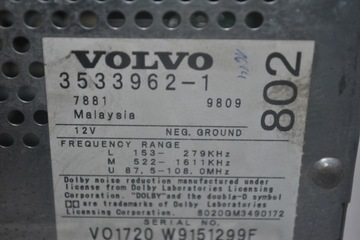 VOLVO
3533962-1
802
7881 9809
Malaysia
12V NEG. GROUND
FREQUENCY RANGE
L 153- 279KHz
M 522-1611KHz
U 87.5-108.0MHz
Dolby noise reduction manufactured under
license from Dolby Laboratories Licensing
Corporation. "DOLBY" and the double-D symbol
are trademarks of Dolby Laboratories Licensing
Corporation. 8020GM3490172
VO1720 W9151299F